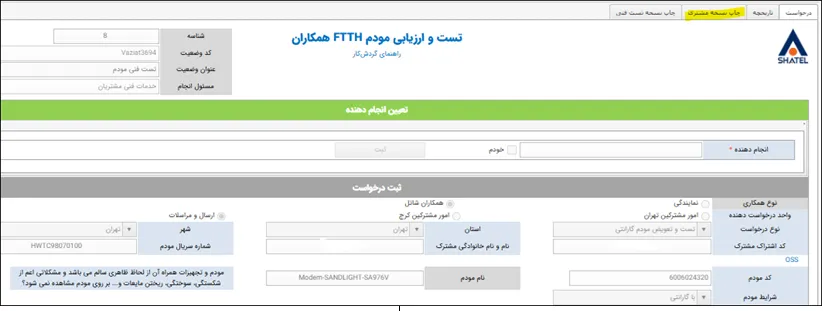 درخواست
تاریخچه
چاپ نسخه مشتری
چاپ نسخه تست فنی
SHATEL
تست و ارزیابی مودم FTTH همکاران
راهنمای گردش‌کار
شناسه
8
کد وضعیت
Vaziat3694
عنوان وضعیت
تست فنی مودم
مسئول انجام
خدمات فنی مشتریان
تعیین انجام دهنده
انجام دهنده *
خودم
ثبت
ثبت درخواست
نوع همکاری
نمایندگی
همکاران شاتل
واحد درخواست دهنده
امور مشترکین تهران
امور مشترکین کرج
ارسال و مراسلات
نوع درخواست
تست و تعویض مودم گارانتی
استان
تهران
شهر
تهران
کد اشتراک مشترک
نام و نام خانوادگی مشترک
شماره سریال مودم
HWTC98070100
OSS
کد مودم
6006024320
نام مودم
Modem-SANDLIGHT-SA976V
مودم و تجهیزات همراه آن از لحاظ ظاهری سالم می باشد و مشکلاتی اعم از
شکستگی، سوختگی، ریختن مایعات و... بر روی مودم مشاهده نمی شود؟
شرایط مودم
با گارانتی